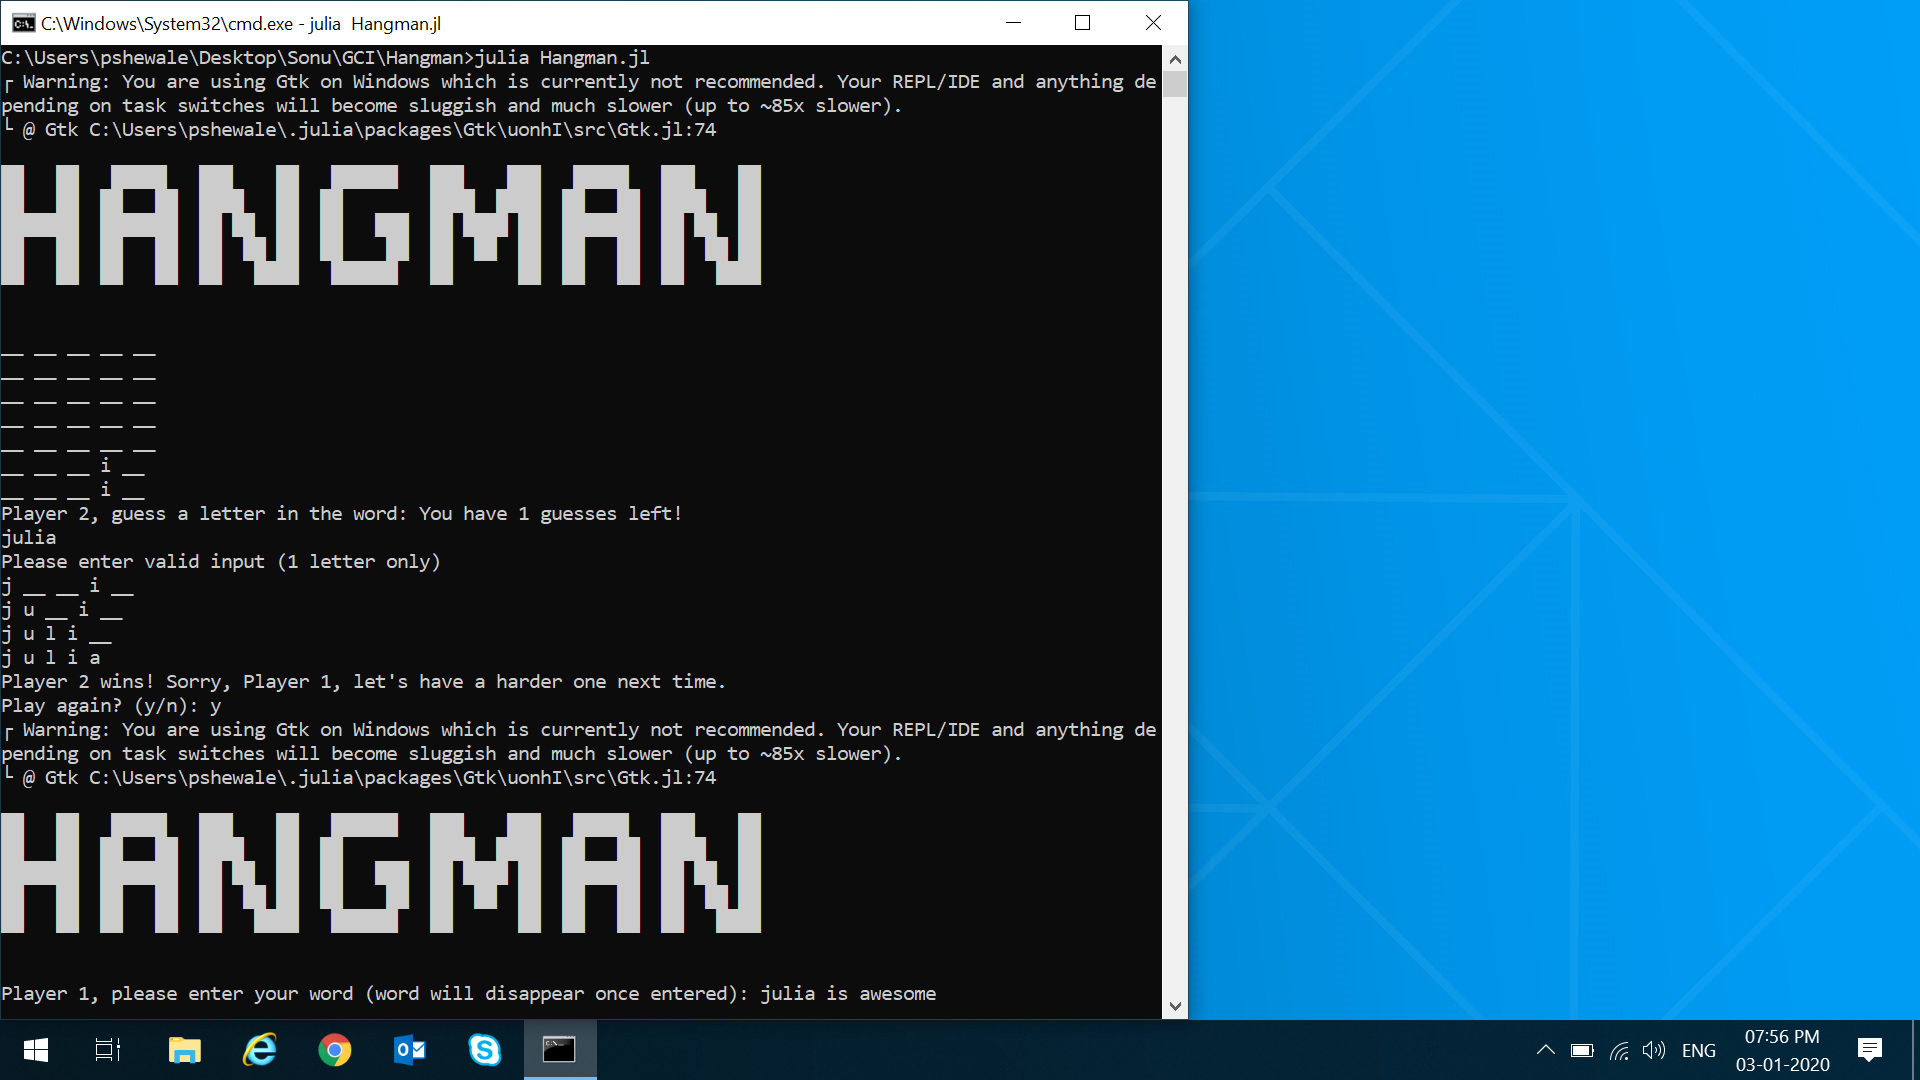 C:\Windows\System32\cmd.exe - julia  Hangman.jl
C:\Users\pshewale\Desktop\Sonu\GCI\Hangman>julia Hangman.jl
┌ Warning: You are using Gtk on Windows which is currently not recommended. Your REPL/IDE and anything de
pending on task switches will become sluggish and much slower (up to ~85x slower).
└ @ Gtk C:\Users\pshewale\.julia\packages\Gtk\uonhI\src\Gtk.jl:74
HANGMAN
__ __ __ __ __
__ __ __ __ __
__ __ __ __ __
__ __ __ __ __
__ __ __ __ __
__ __ __ i __
__ __ __ i __
Player 2, guess a letter in the word: You have 1 guesses left!
julia
Please enter valid input (1 letter only)
j __ __ i __
j u __ i __
j u l i __
j u l i a
Player 2 wins! Sorry, Player 1, let's have a harder one next time.
Play again? (y/n): y
┌ Warning: You are using Gtk on Windows which is currently not recommended. Your REPL/IDE and anything de
pending on task switches will become sluggish and much slower (up to ~85x slower).
└ @ Gtk C:\Users\pshewale\.julia\packages\Gtk\uonhI\src\Gtk.jl:74
HANGMAN
Player 1, please enter your word (word will disappear once entered): julia is awesome
ENG
07:56 PM
03-01-2020